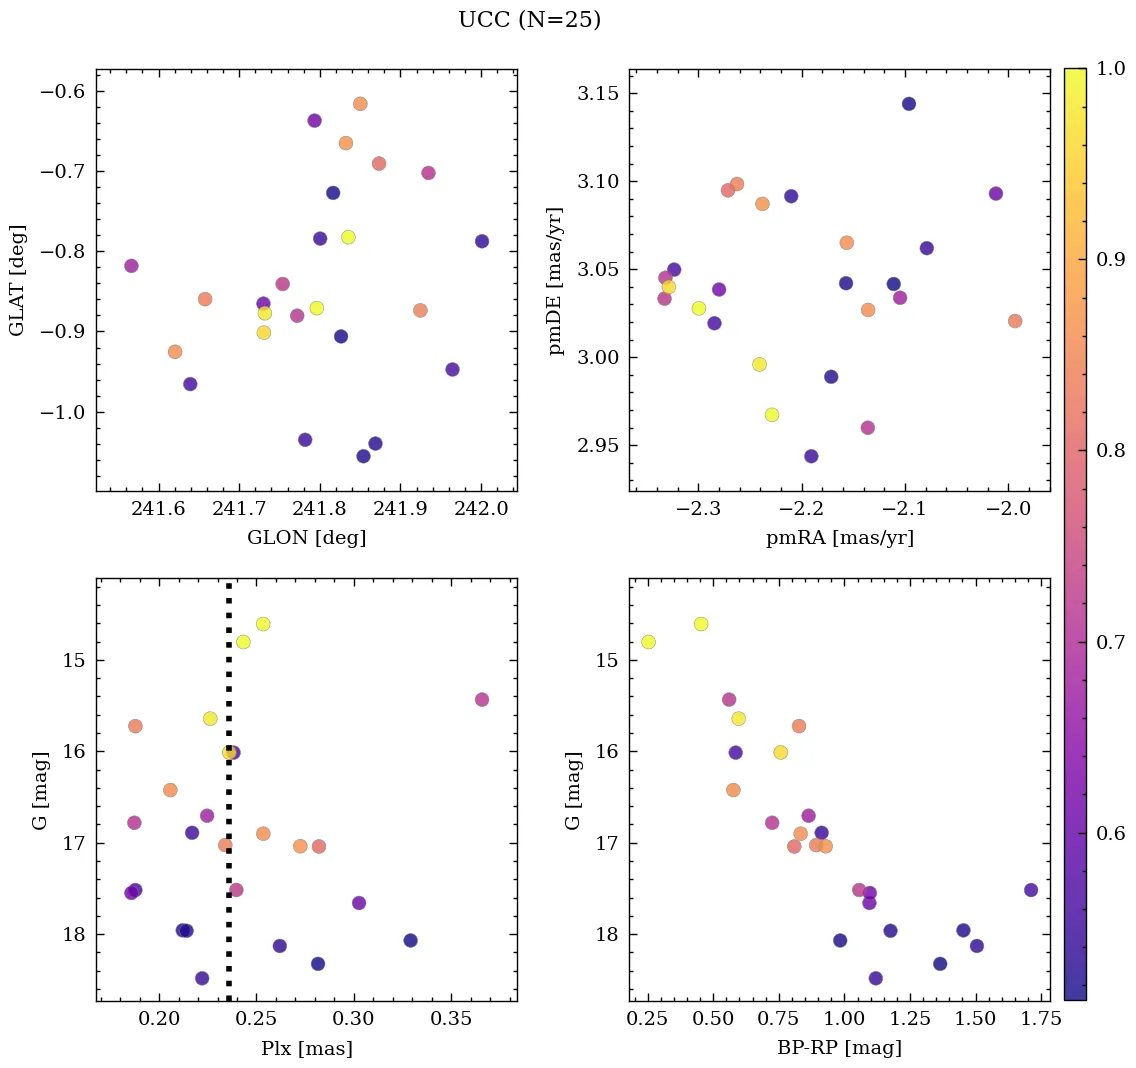 UCC (N=25)
−0.6
−0.7
−0.8
−0.9
−1.0
GLAT [deg]
241.6 241.7 241.8 241.9 242.0
GLON [deg]
3.15
3.10
3.05
3.00
2.95
pmDE [mas/yr]
−2.3 −2.2 −2.1 −2.0
pmRA [mas/yr]
15
16
17
18
G [mag]
0.20 0.25 0.30 0.35
Plx [mas]
15
16
17
18
G [mag]
0.25 0.50 0.75 1.00 1.25 1.50 1.75
BP-RP [mag]
1.0
0.9
0.8
0.7
0.6